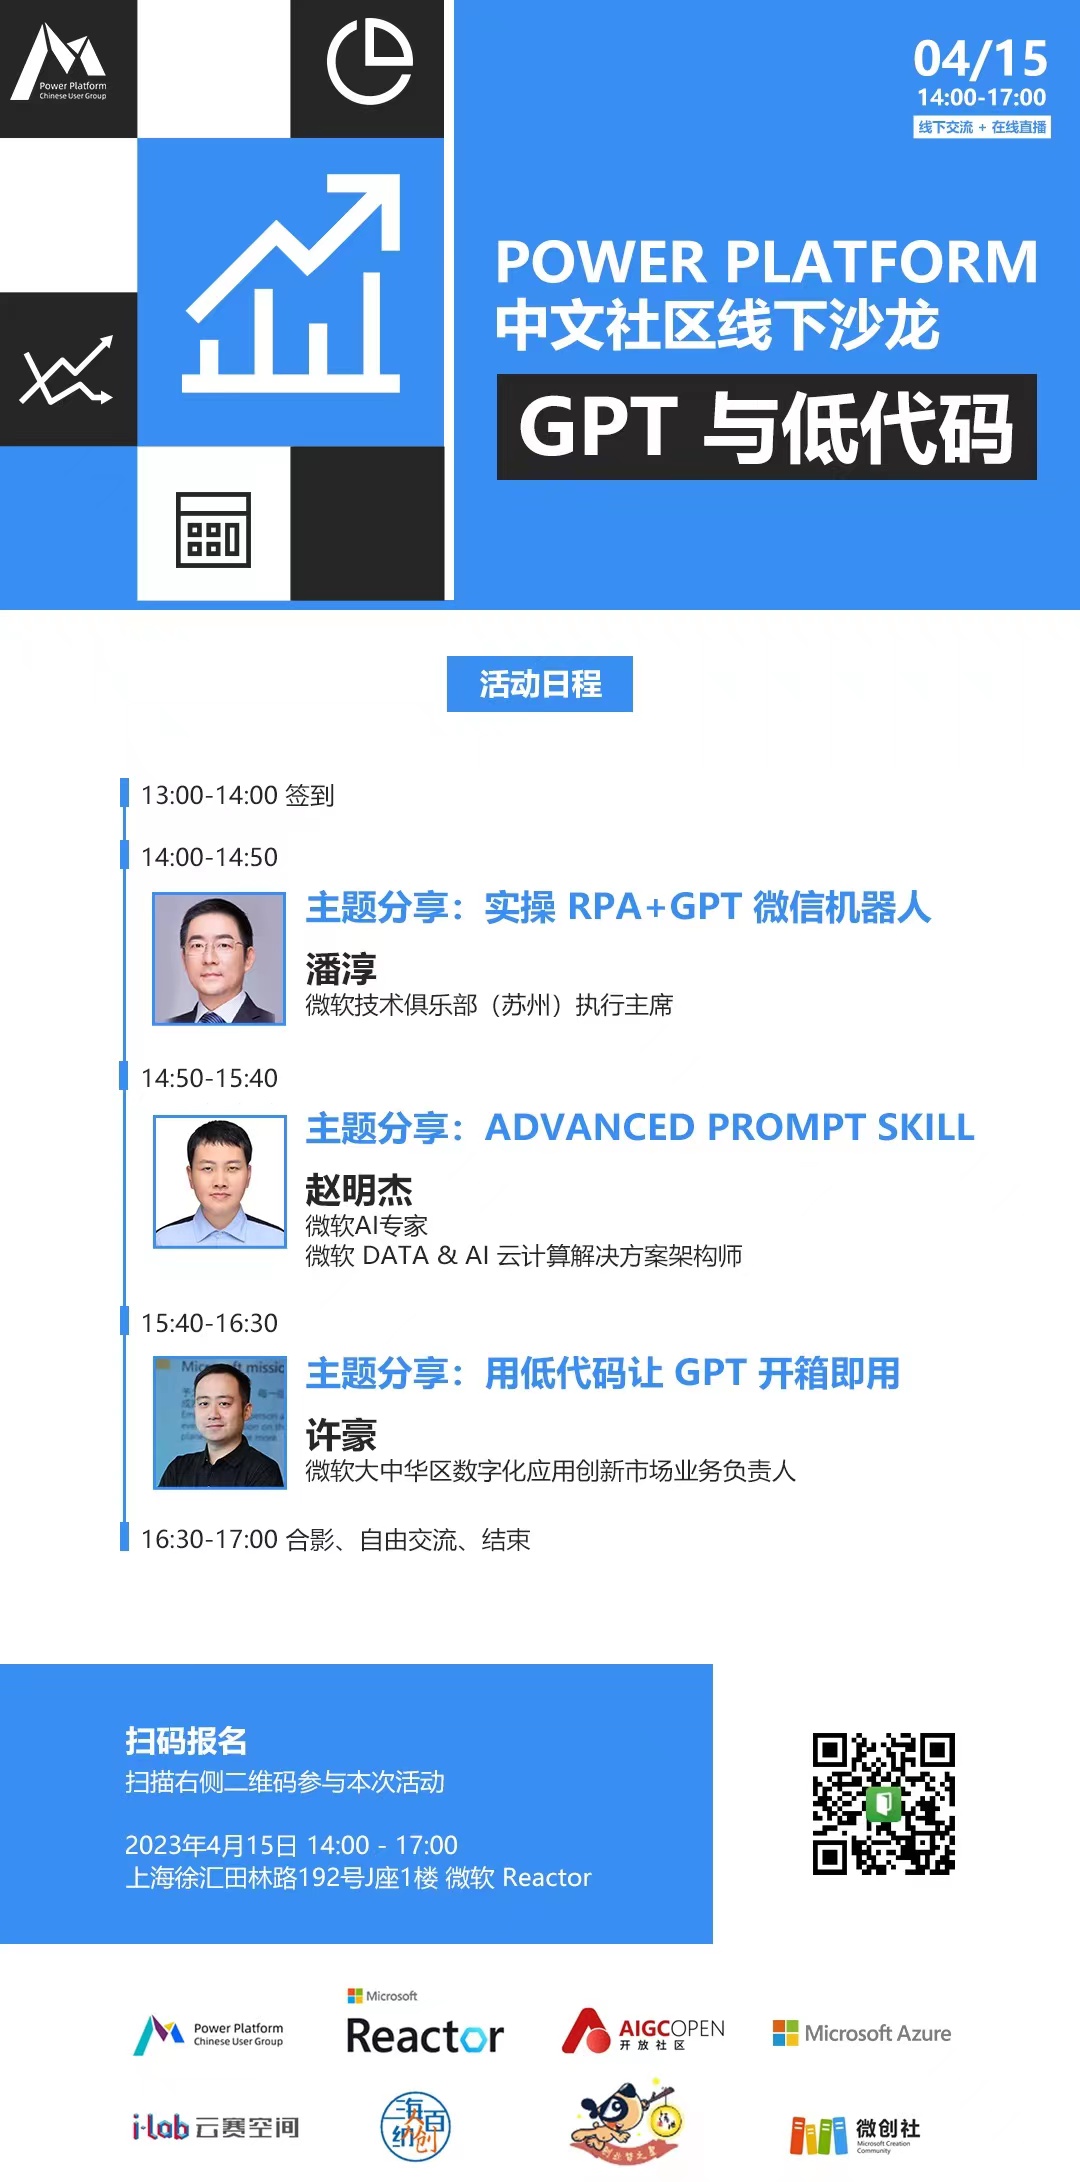 Power Platform
Chinese User Group
04/15
14:00-17:00
线下交流 + 在线直播
POWER PLATFORM
中文社区线下沙龙
GPT 与低代码
活动日程
13:00-14:00 签到
14:00-14:50
主题分享：实操 RPA+GPT 微信机器人
潘淳
微软技术俱乐部（苏州）执行主席
14:50-15:40
主题分享：ADVANCED PROMPT SKILL
赵明杰
微软AI专家
微软 DATA & AI 云计算解决方案架构师
15:40-16:30
主题分享：用低代码让 GPT 开箱即用
许豪
微软大中华区数字化应用创新市场业务负责人
16:30-17:00 合影、自由交流、结束
扫码报名
扫描右侧二维码参与本次活动
2023年4月15日 14:00 - 17:00
上海徐汇田林路192号J座1楼 微软 Reactor
Power Platform
Chinese User Group
Microsoft
Reactor
AIGCOPEN
开放社区
Microsoft Azure
i-lab 云赛空间
海百
纳创
微创社
Microsoft Creation
Community